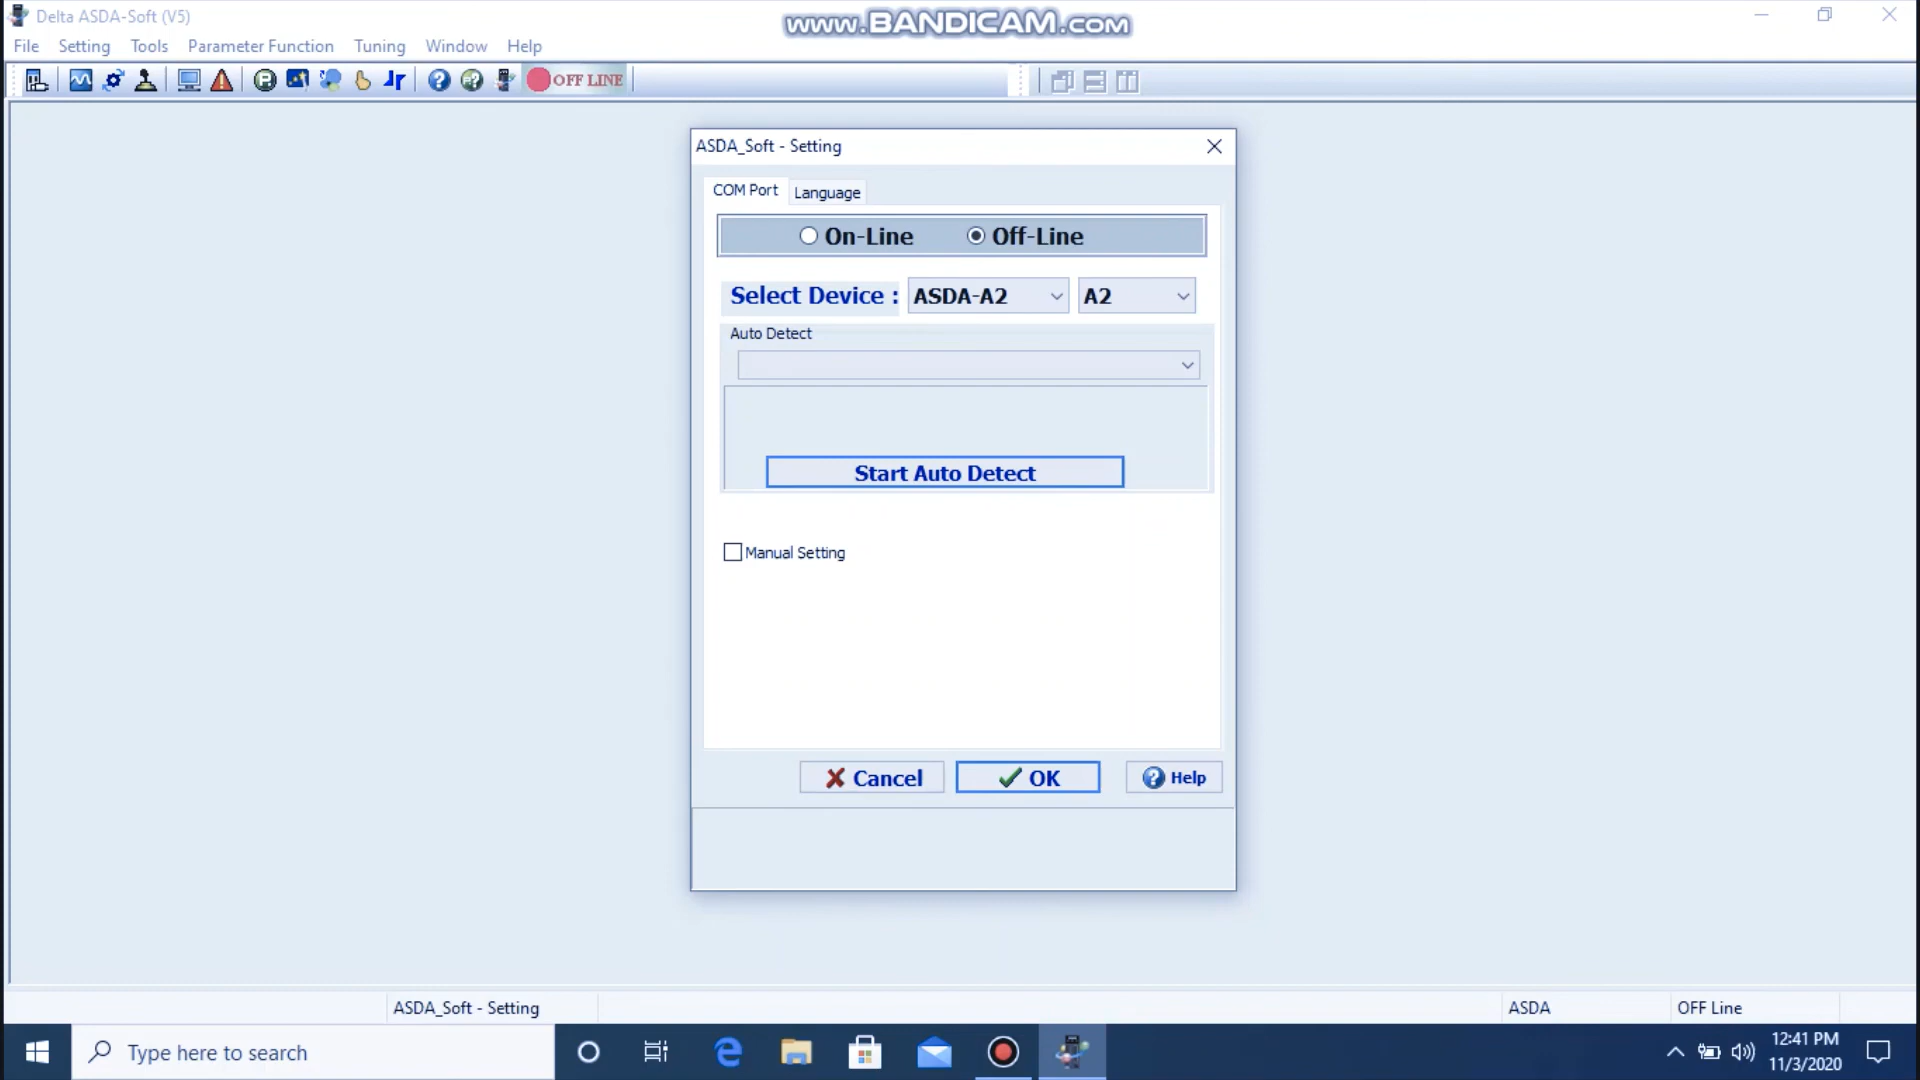 Delta ASDA-Soft (V5)
www.BANDICAM.com
File Setting Tools Parameter Function Tuning Window Help
OFF LINE
ASDA_Soft - Setting
COM Port Language
On-Line Off-Line
Select Device : ASDA-A2 A2
Auto Detect
Start Auto Detect
Manual Setting
Cancel OK Help
ASDA_Soft - Setting ASDA OFF Line
Type here to search
12:41 PM
11/3/2020